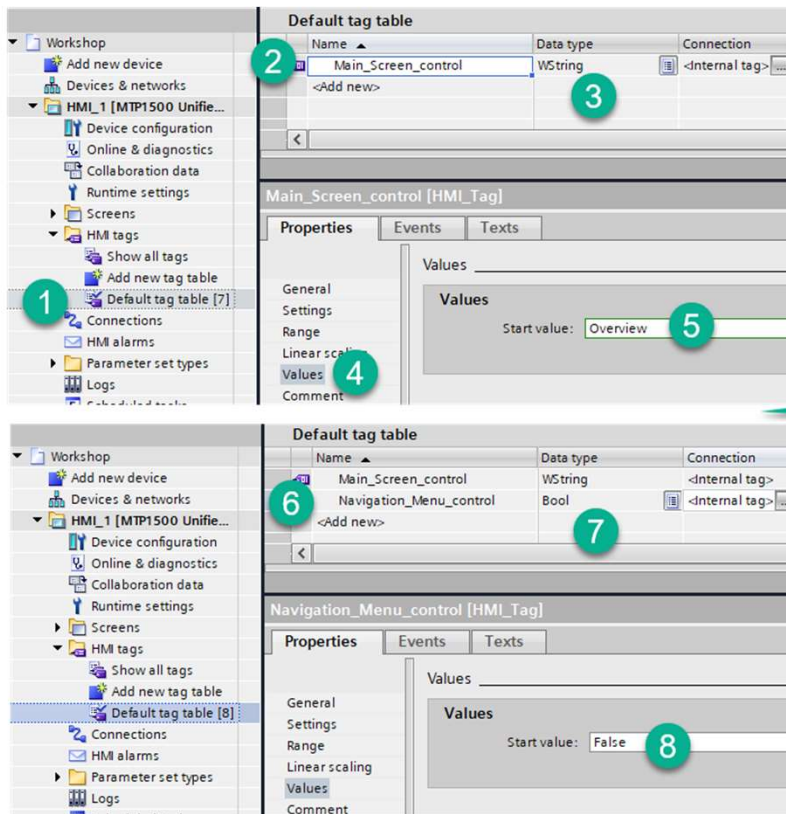 Default tag table
Name Data type Connection
Workshop
Add new device
2 Main_Screen_control WString <Internal tag> ...
Devices & networks
<Add new>
3
HMI_1 [MTP1500 Unifie...
Device configuration
Online & diagnostics
Collaboration data
Runtime settings
Main_Screen_control [HMI_Tag]
Screens
Properties Events Texts
HMI tags
Show all tags
Values
Add new tag table
General
1 Default tag table [7]
Values
Settings
Connections
Range
Start value: Overview 5
HMI alarms
Linear
Parameter set types
Values 4
Logs
Comment
Default tag table
Name Data type Connection
Workshop
Add new device
Main_Screen_control WString <Internal tag>
Devices & networks
6 Navigation_Menu_control Bool <Internal tag> ...
HMI_1 [MTP1500 Unifie...
<Add new>
7
Device configuration
Online & diagnostics
Collaboration data
Runtime settings
Navigation_Menu_control [HMI_Tag]
Screens
Properties Events Texts
HMI tags
Show all tags
Values
Add new tag table
General
Default tag table [8]
Values
Settings
Connections
Range
Start value: False 8
HMI alarms
Linear scaling
Parameter set types
Values
Logs
Comment